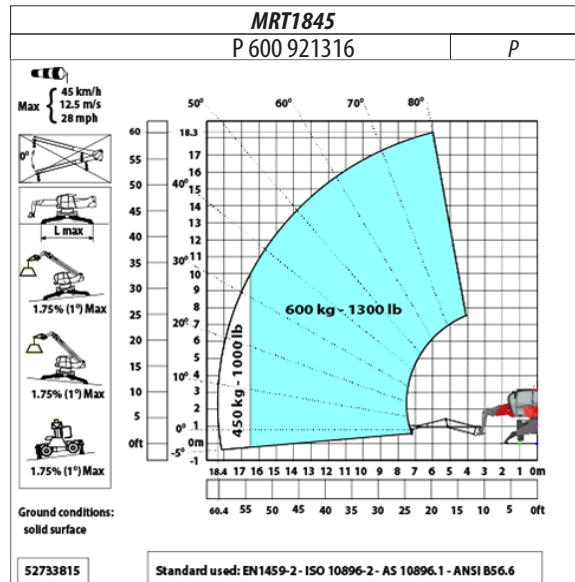 MRT1845
P 600 921316 P
Max { 45 km/h
12.5 m/s
28 mph
0°
L max
1.75% (1°) Max
1.75% (1°) Max
1.75% (1°) Max
Ground conditions:
solid surface
52733815
50° 60° 70° 80°
40°
30°
20°
10°
0°
-5°
60
55
50
45
40
35
30
25
20
15
10
5
0ft
18.3
17
16
15
14
13
12
11
10
9
8
7
6
5
4
3
2
1
0m
-1
600 kg - 1300 lb
450 kg - 1000 lb
18.4 17 16 15 14 13 12 11 10 9 8 7 6 5 4 3 2 1 0m
60.4 55 50 45 40 35 30 25 20 15 10 5 0ft
Standard used: EN1459-2 - ISO 10896-2 - AS 10896.1 - ANSI B56.6